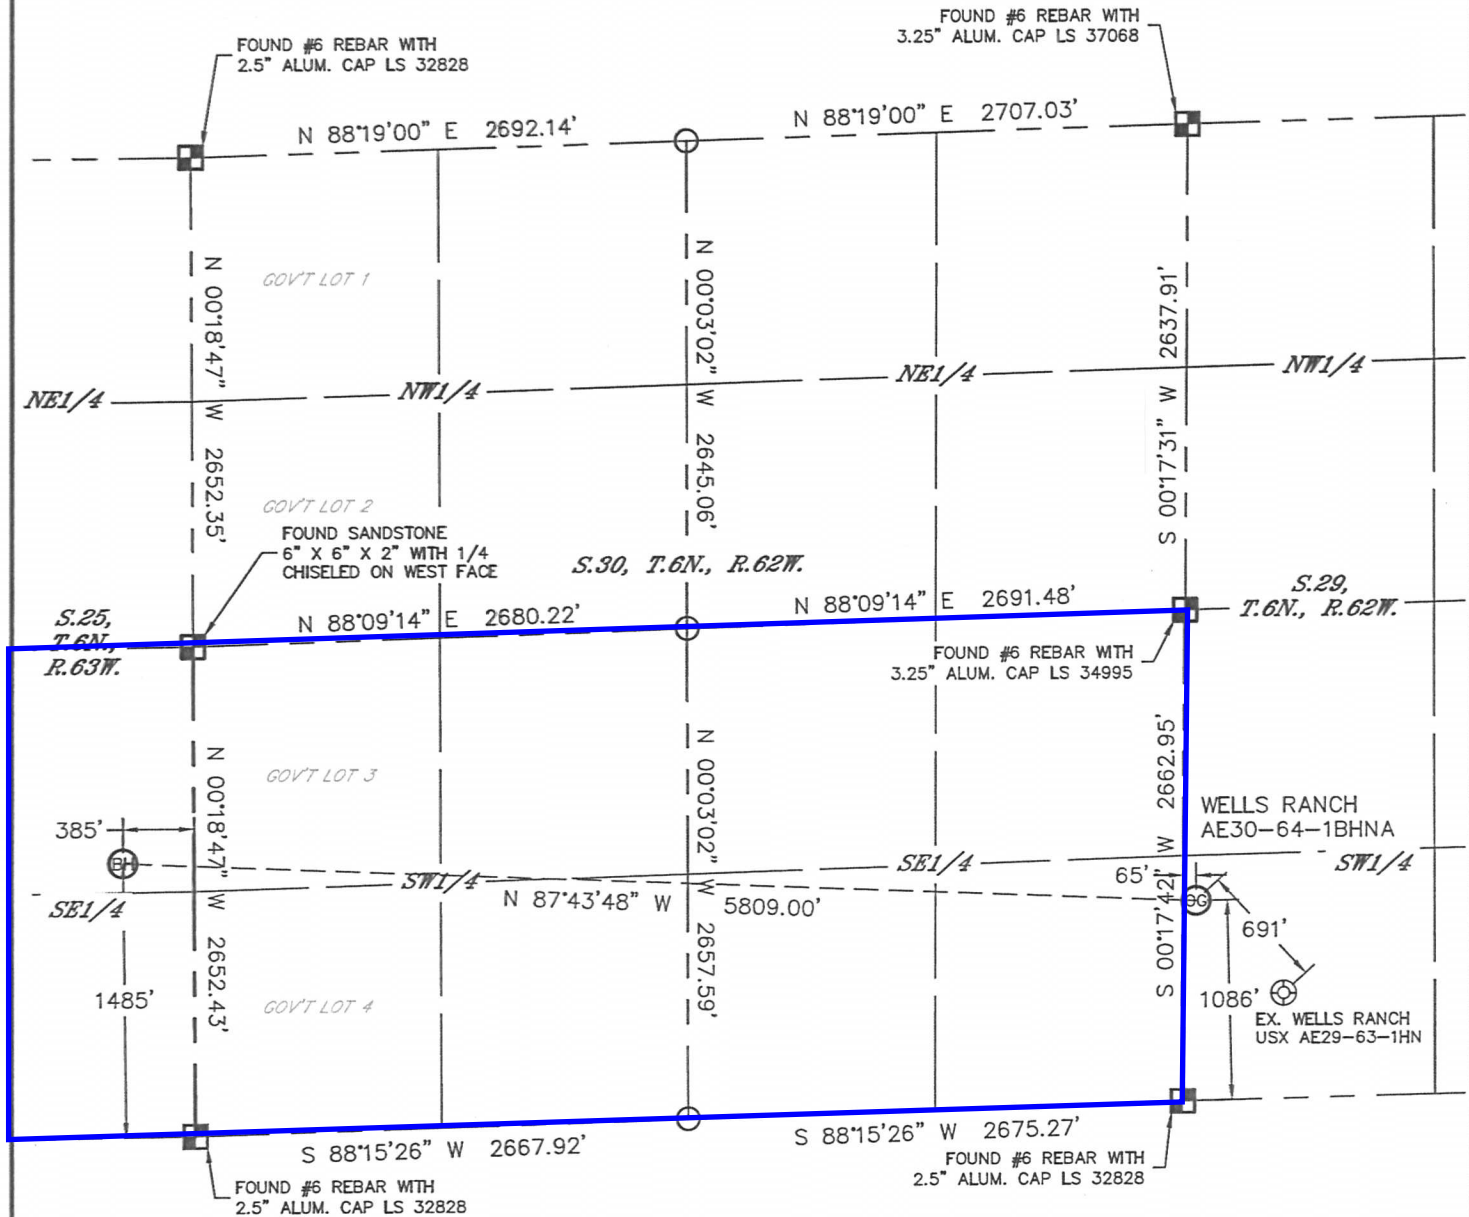 FOUND #6 REBAR WITH
3.25" ALUM. CAP LS 37068
FOUND #6 REBAR WITH
2.5" ALUM. CAP LS 32828
N 88°19'00" E 2692.14'
N 88°19'00" E 2707.03'
N 00°18'47" W 2652.35'
GOV'T LOT 1
N 00°03'02" W 2645.06'
S 00°17'31" W 2637.91'
NE1/4
NW1/4
NE1/4
NW1/4
GOV'T LOT 2
FOUND SANDSTONE
6" X 6" X 2" WITH 1/4
CHISELED ON WEST FACE
S.30, T.6N., R.62W.
S.29,
T.6N., R.62W.
S.25,
T.6N.,
R.63W.
N 88°09'14" E 2680.22'
N 88°09'14" E 2691.48'
FOUND #6 REBAR WITH
3.25" ALUM. CAP LS 34995
N 00°18'47" W 2652.43'
GOV'T LOT 3
N 00°03'02" W 2657.59'
S 00°17'42" W 2662.95'
WELLS RANCH
AE30-64-1BHNA
385'
BH
SE1/4
SW1/4
SE1/4
SW1/4
65'
OG
N 87°43'48" W 5809.00'
691'
1485'
GOV'T LOT 4
1086'
EX. WELLS RANCH
USX AE29-63-1HN
S 88°15'26" W 2667.92'
S 88°15'26" W 2675.27'
FOUND #6 REBAR WITH
2.5" ALUM. CAP LS 32828
FOUND #6 REBAR WITH
2.5" ALUM. CAP LS 32828